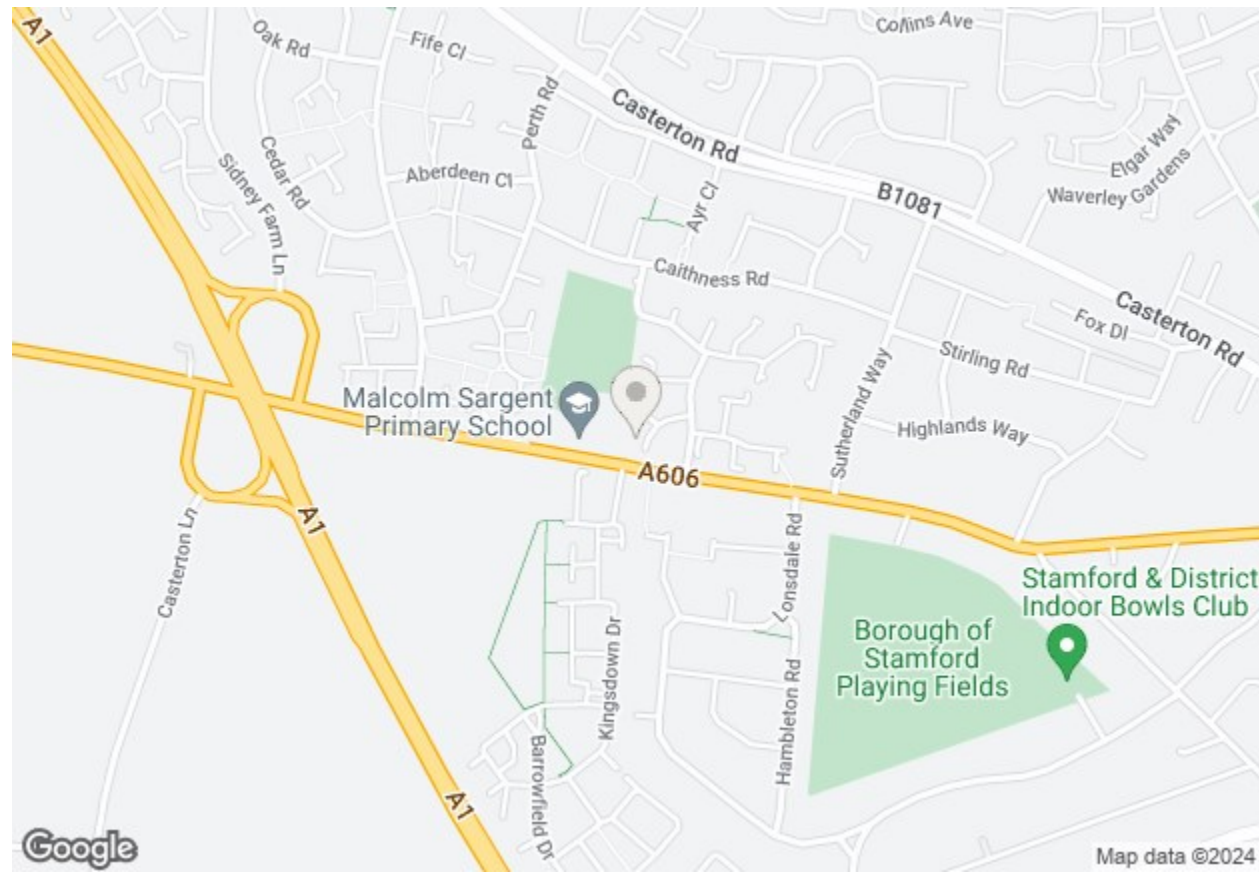 A1
Oak Rd
Fife Cl
Collins Ave
Perth Rd
Casterton Rd
Elgar Way
Waverley Gardens
Cedar Rd
Sidney Farm Ln
Aberdeen Cl
Ayr Cl
B1081
Caithness Rd
Casterton Rd
Fox Dl
Stirling Rd
Sutherland Way
Highlands Way
Malcolm Sargent
Primary School
A606
A1
Casterton Ln
Lonsdale Rd
Stamford & District
Indoor Bowls Club
Borough of
Stamford
Playing Fields
Kingsdown Dr
Hambleton Rd
Barrowfield Dr
A1
Google
Map data ©2024